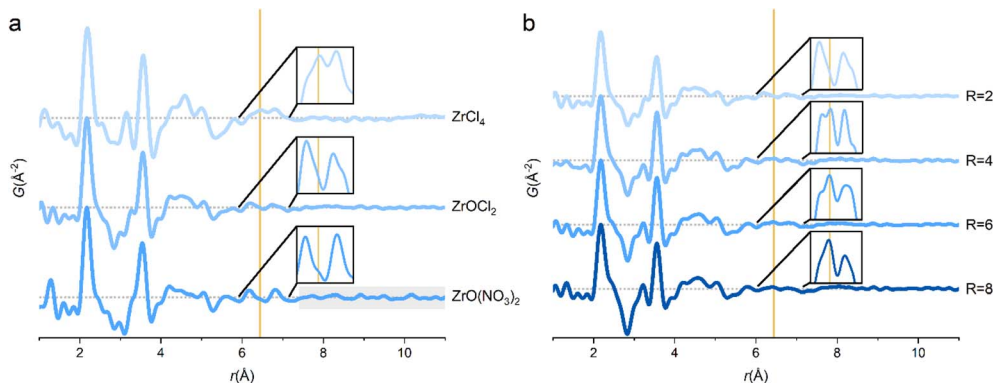 a
G(Å⁻²)
ZrCl₄
ZrOCl₂
ZrO(NO₃)₂
2 4 6 8 10
r(Å)
b
G(Å⁻²)
R=2
R=4
R=6
R=8
2 4 6 8 10
r(Å)